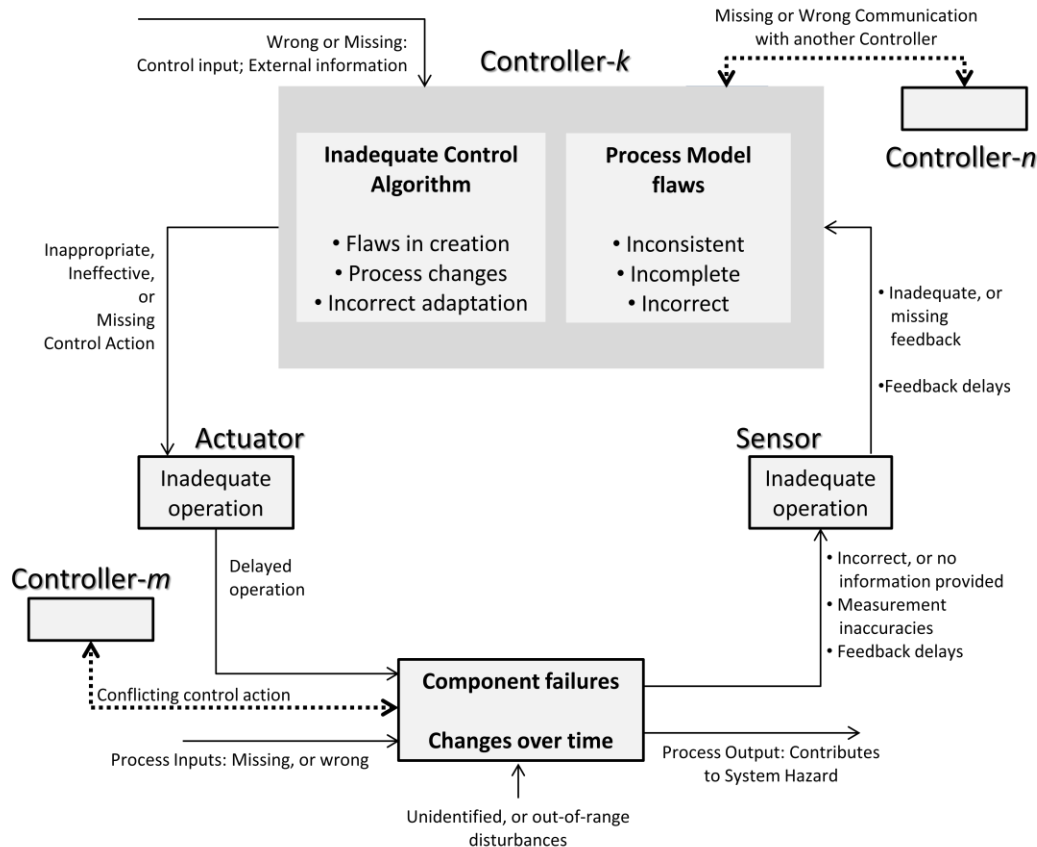 Missing or Wrong Communication
with another Controller
Wrong or Missing:
Control input; External information
Controller-k
Controller-n
Inadequate Control
Algorithm
• Flaws in creation
• Process changes
• Incorrect adaptation
Process Model
flaws
• Inconsistent
• Incomplete
• Incorrect
Inappropriate,
Ineffective,
or
Missing
Control Action
• Inadequate, or
missing
feedback
• Feedback delays
Actuator
Inadequate
operation
Sensor
Inadequate
operation
Delayed
operation
• Incorrect, or no
information provided
• Measurement
inaccuracies
• Feedback delays
Controller-m
Conflicting control action
Component failures
Changes over time
Process Inputs: Missing, or wrong
Process Output: Contributes
to System Hazard
Unidentified, or out-of-range
disturbances